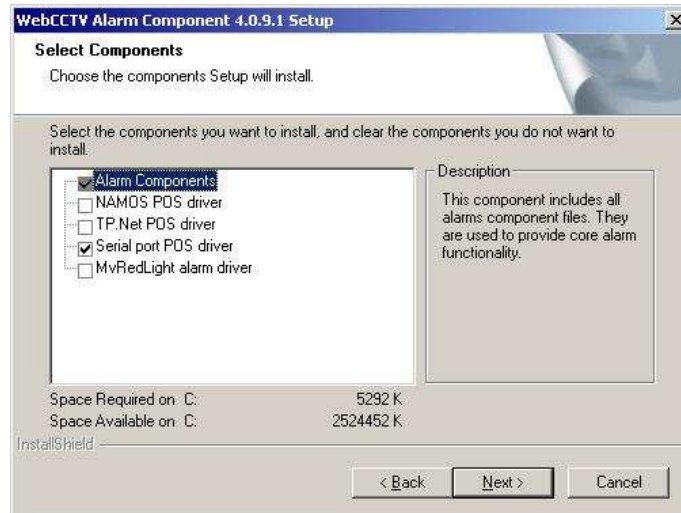 WebCCTV Alarm Component 4.0.9.1 Setup
Select Components
Choose the components Setup will install.
Select the components you want to install, and clear the components you do not want to
install.
Alarm Components
NAMOS POS driver
TP.Net POS driver
Serial port POS driver
MvRedLight alarm driver
Description
This component includes all
alarms component files. They
are used to provide core alarm
functionality.
Space Required on  C: 5292 K
Space Available on  C: 2524452 K
InstallShield
< Back Next > Cancel